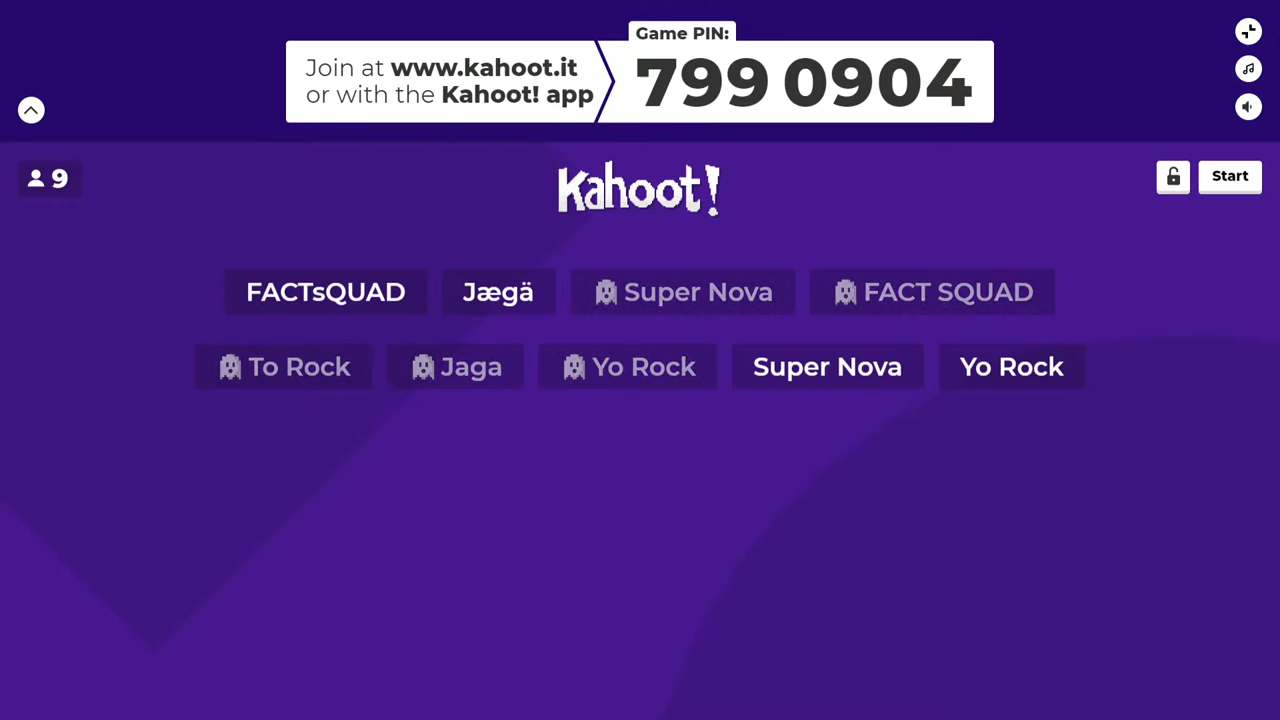 Game PIN:
Join at www.kahoot.it
or with the Kahoot! app
799 0904
9
Kahoot!
Start
FACTsQUAD Jægä Super Nova FACT SQUAD
To Rock Jaga Yo Rock Super Nova Yo Rock